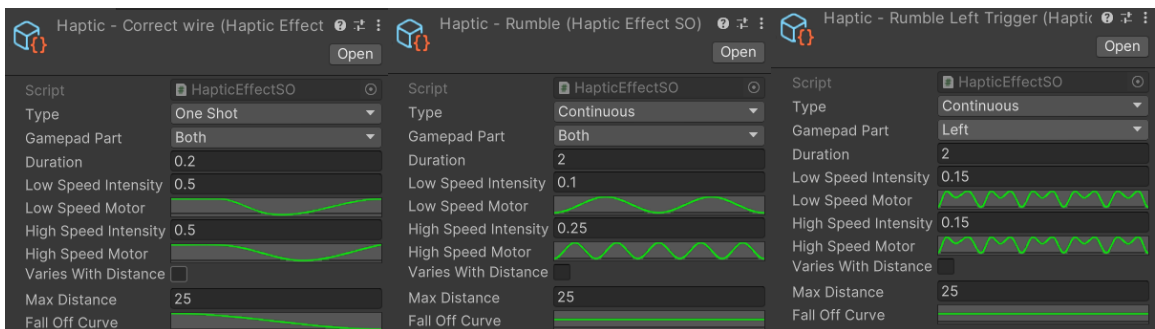 Haptic - Correct wire (Haptic Effect
Open
Script HapticEffectSO
Type One Shot
Gamepad Part Both
Duration 0.2
Low Speed Intensity 0.5
Low Speed Motor
High Speed Intensity 0.5
High Speed Motor
Varies With Distance
Max Distance 25
Fall Off Curve
Haptic - Rumble (Haptic Effect SO)
Open
Script HapticEffectSO
Type Continuous
Gamepad Part Both
Duration 2
Low Speed Intensity 0.1
Low Speed Motor
High Speed Intensity 0.25
High Speed Motor
Varies With Distance
Max Distance 25
Fall Off Curve
Haptic - Rumble Left Trigger (Haptic
Open
Script HapticEffectSO
Type Continuous
Gamepad Part Left
Duration 2
Low Speed Intensity 0.15
Low Speed Motor
High Speed Intensity 0.15
High Speed Motor
Varies With Distance
Max Distance 25
Fall Off Curve